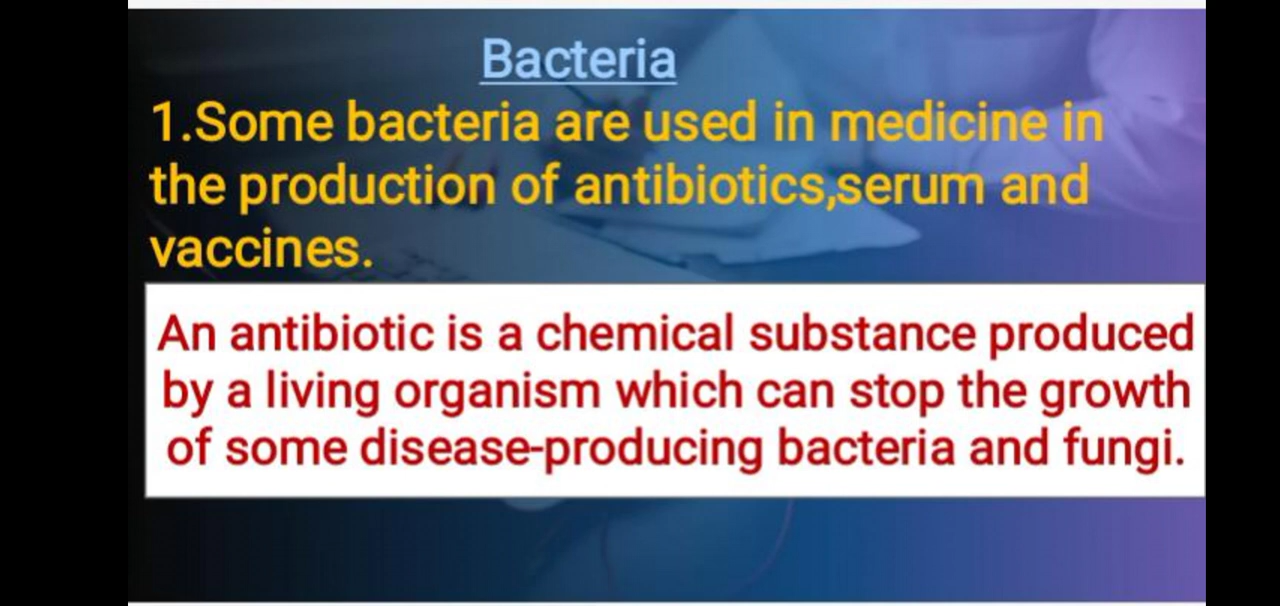 Bacteria
1.Some bacteria are used in medicine in
the production of antibiotics,serum and
vaccines.
An antibiotic is a chemical substance produced
by a living organism which can stop the growth
of some disease-producing bacteria and fungi.